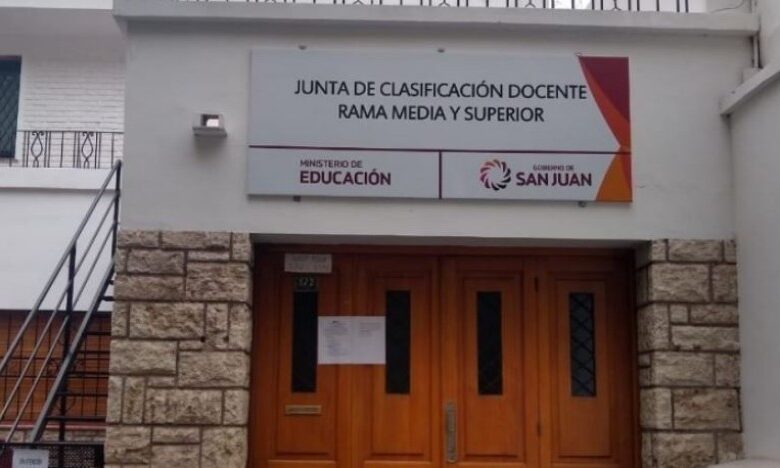 JUNTA DE CLASIFICACIÓN DOCENTE
RAMA MEDIA Y SUPERIOR
MINISTERIO DE
EDUCACIÓN
GOBIERNO DE
SAN JUAN